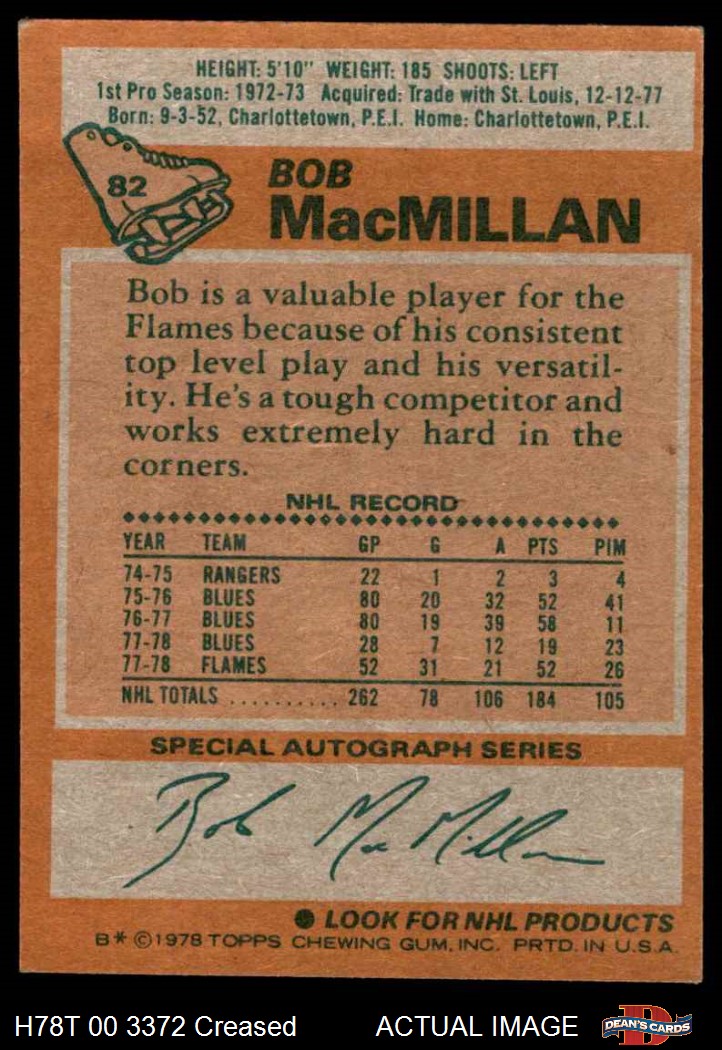 HEIGHT: 5'10" WEIGHT: 185 SHOOTS: LEFT
1st Pro Season: 1972-73 Acquired: Trade with St. Louis, 12-12-77
Born: 9-3-52, Charlottetown, P.E.I. Home: Charlottetown, P.E.I.
82
BOB
MacMILLAN
Bob is a valuable player for the
Flames because of his consistent
top level play and his versatil-
ity. He's a tough competitor and
works extremely hard in the
corners.
NHL RECORD
YEAR TEAM GP G A PTS PIM
74-75 RANGERS 22 1 2 3 4
75-76 BLUES 80 20 32 52 41
76-77 BLUES 80 19 39 58 11
77-78 BLUES 28 7 12 19 23
77-78 FLAMES 52 31 21 52 26
NHL TOTALS .......... 262 78 106 184 105
SPECIAL AUTOGRAPH SERIES
Bob MacMillan
● LOOK FOR NHL PRODUCTS
B* ©1978 TOPPS CHEWING GUM, INC. PRTD. IN U.S.A.
H78T 00 3372 Creased ACTUAL IMAGE
D
DEAN'S CARDS